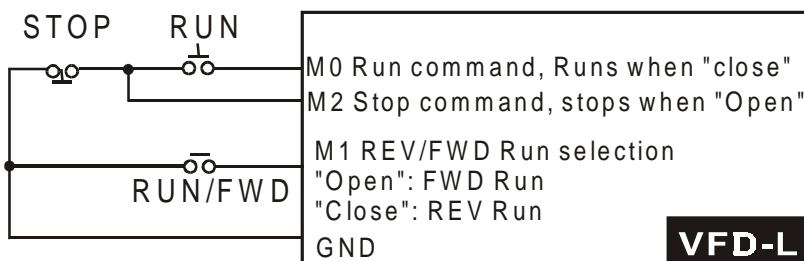 STOP RUN
M0 Run command, Runs when "close"
M2 Stop command, stops when "Open"
M1 REV/FWD Run selection
RUN/FWD
"Open": FWD Run
"Close": REV Run
GND
VFD-L